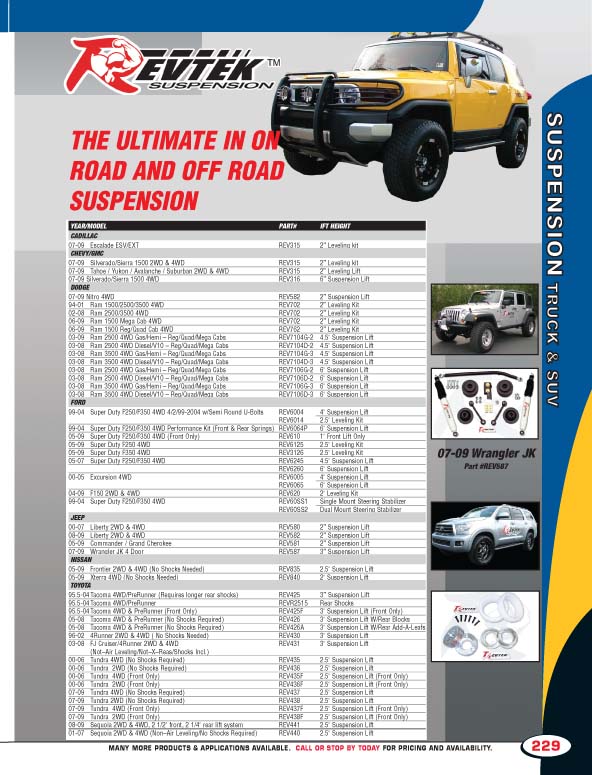 REVTEK™
SUSPENSION
THE ULTIMATE IN ON
ROAD AND OFF ROAD
SUSPENSION
YEAR/MODEL PART# IFT HEIGHT
CADILLAC
07-09 Escalade ESV/EXT REV315 2" Leveling kit
CHEVY/GMC
07-09 Silverado/Sierra 1500 2WD & 4WD REV315 2" Leveling kit
07-09 Tahoe / Yukon / Avalanche / Suburban 2WD & 4WD REV315 2" Leveling Lift
07-09 Silverado/Sierra 1500 4WD REV316 6" Suspension Lift
DODGE
07-09 Nitro 4WD REV582 2" Suspension Lift
94-01 Ram 1500/2500/3500 4WD REV702 2" Leveling Kit
02-08 Ram 2500/3500 4WD REV702 2" Leveling Kit
06-09 Ram 1500 Mega Cab 4WD REV702 2" Leveling Kit
06-09 Ram 1500 Reg/Quad Cab 4WD REV762 2" Leveling Kit
03-09 Ram 2500 4WD Gas/Hemi – Reg/Quad/Mega Cabs REV7104G-2 4.5' Suspension Lift
03-08 Ram 2500 4WD Diesel/V10 – Reg/Quad/Mega Cabs REV7104D-2 4.5' Suspension Lift
03-08 Ram 3500 4WD Gas/Hemi – Reg/Quad/Mega Cabs REV7104G-3 4.5' Suspension Lift
03-08 Ram 3500 4WD Diesel/V10 – Reg/Quad/Mega Cabs REV7104D-3 4.5' Suspension Lift
03-08 Ram 2500 4WD Gas/Hemi – Reg/Quad/Mega Cabs REV7106G-2 6' Suspension Lift
03-08 Ram 2500 4WD Diesel/V10 – Reg/Quad/Mega Cabs REV7106D-2 6' Suspension Lift
03-08 Ram 3500 4WD Gas/Hemi – Reg/Quad/Mega Cabs REV7106G-3 6' Suspension Lift
03-08 Ram 3500 4WD Diesel/V10 – Reg/Quad/Mega Cabs REV7106D-3 6' Suspension Lift
FORD
99-04 Super Duty F250/F350 4WD 4/2/99-2004 w/Semi Round U-Bolts REV6004 4' Suspension Lift
REV6014 2.5' Leveling Kit
99-04 Super Duty F250/F350 4WD Performance Kit (Front & Rear Springs) REV6064P 6' Suspension Lift
05-09 Super Duty F250/F350 4WD (Front Only) REV610 1' Front Lift Only
05-09 Super Duty F250 4WD REV6125 2.5' Leveling Kit
05-09 Super Duty F350 4WD REV3126 2.5' Leveling Kit
05-07 Super Duty F250/F350 4WD REV6245 4.5' Suspension Lift
REV6260 6' Suspension Lift
00-05 Excursion 4WD REV6005 4' Suspension Lift
REV6065 6' Suspension Lift
04-09 F150 2WD & 4WD REV620 2' Leveling Kit
99-04 Super Duty F250/F350 4WD REV60SS1 Single Mount Steering Stabilizer
REV60SS2 Dual Mount Steering Stabilizer
JEEP
00-07 Liberty 2WD & 4WD REV580 2" Suspension Lift
08-09 Liberty 2WD & 4WD REV582 2" Suspension Lift
05-09 Commander / Grand Cherokee REV581 2" Suspension Lift
07-09 Wrangler JK 4 Door REV587 3" Suspension Lift
NISSAN
05-09 Frontier 2WD & 4WD (No Shocks Needed) REV835 2.5' Suspension Lift
05-09 Xterra 4WD (No Shocks Needed) REV840 2' Suspension Lift
TOYOTA
95.5-04 Tacoma 4WD/PreRunner (Requires longer rear shocks) REV425 3" Suspension Lift
95.5-04 Tacoma 4WD/PreRunner REVR2515 Rear Shocks
95.5-04 Tacoma 4WD & PreRunner (Front Only) REV425F 3' Suspension Lift (Front Only)
05-08 Tacoma 4WD & PreRunner (No Shocks Required) REV426 3' Suspension Lift W/Rear Blocks
05-08 Tacoma 4WD & PreRunner (No Shocks Required) REV426A 3' Suspension Lift W/Rear Add-A-Leafs
96-02 4Runner 2WD & 4WD ( No Shocks Needed) REV430 3' Suspension Lift
03-08 FJ Cruiser/4Runner 2WD & 4WD REV431 3' Suspension Lift
(Not–Air Leveling/Not–X–Reas/Shocks Incl.)
00-06 Tundra 4WD (No Shocks Required) REV435 2.5' Suspension Lift
00-06 Tundra 2WD (No Shocks Required) REV436 2.5' Suspension Lift
00-06 Tundra 4WD (Front Only) REV435F 2.5' Suspension Lift (Front Only)
00-06 Tundra 2WD (Front Only) REV436F 2.5' Suspension Lift (Front Only)
07-09 Tundra 4WD (No Shocks Required) REV437 2.5' Suspension Lift
07-09 Tundra 2WD (No Shocks Required) REV438 2.5' Suspension Lift
07-09 Tundra 4WD (Front Only) REV437F 2.5' Suspension Lift (Front Only)
07-09 Tundra 2WD (Front Only) REV438F 2.5' Suspension Lift (Front Only)
08-09 Sequoia 2WD & 4WD, 2 1/2' front, 2 1/4' rear lift system REV441 2.5' Suspension Lift
01-07 Sequoia 2WD & 4WD (Non–Air Leveling/No Shocks Required) REV440 2.5' Suspension Lift
SUSPENSION TRUCK & SUV
07-09 Wrangler JK
Part #REV587
REVTEK
MANY MORE PRODUCTS & APPLICATIONS AVAILABLE. CALL OR STOP BY TODAY FOR PRICING AND AVAILABILITY.
229